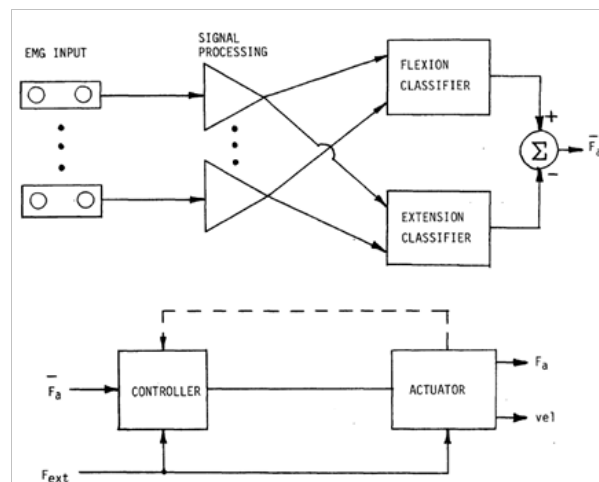 SIGNAL
PROCESSING
EMG INPUT
FLEXION
CLASSIFIER
+
Σ
−
EXTENSION
CLASSIFIER
F̅a
CONTROLLER
ACTUATOR
Fa
vel
Fext